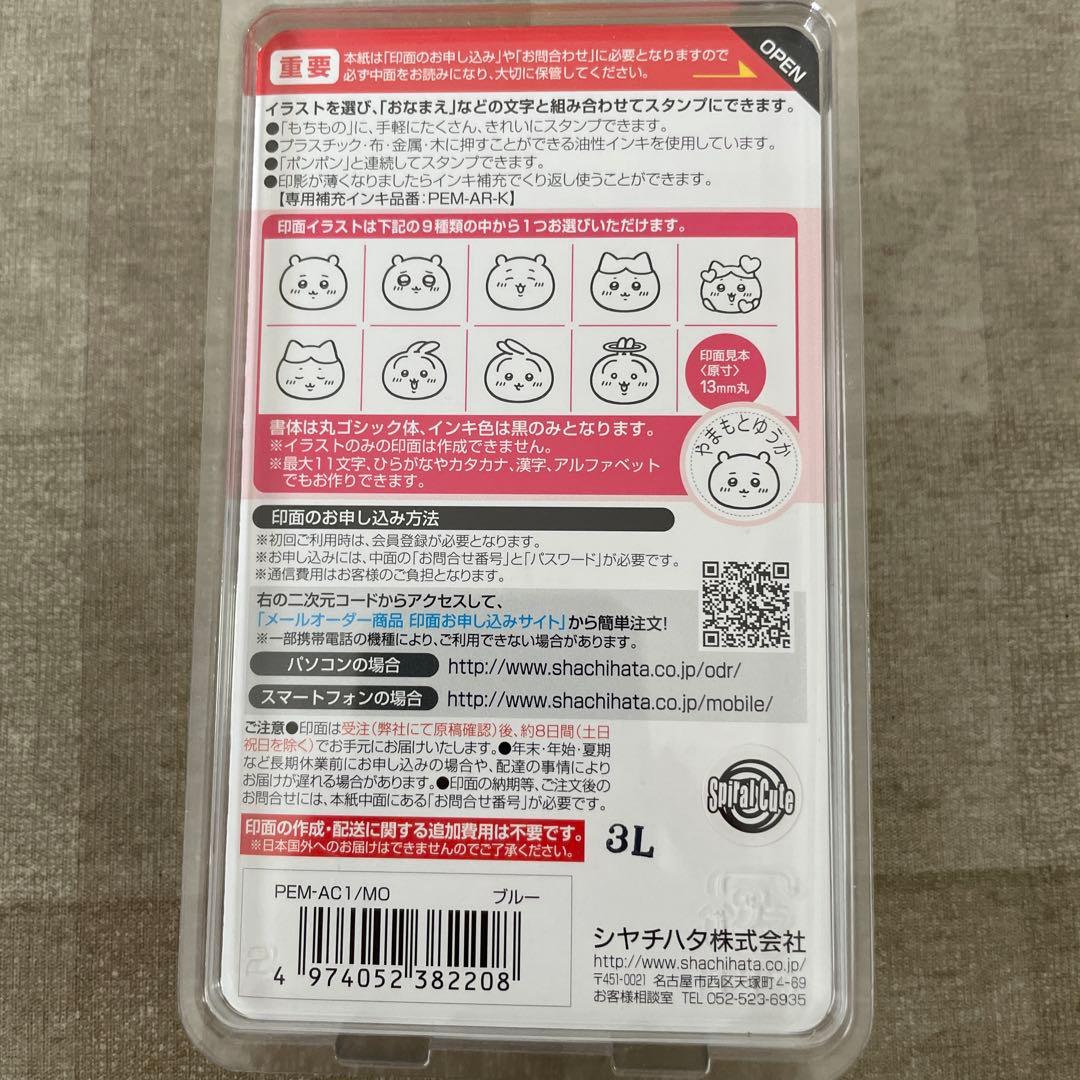 重要
本紙は「印面のお申し込み」や「お問合わせ」に必要となりますので
必ず中面をお読みになり、大切に保管してください。
OPEN
イラストを選び、「おなまえ」などの文字と組み合わせてスタンプにできます。
●「もちもの」に、手軽にたくさん、きれいにスタンプできます。
●プラスチック・布・金属・木に押すことができる油性インキを使用しています。
●「ポンポン」と連続してスタンプできます。
●印影が薄くなりましたらインキ補充でくり返し使うことができます。
【専用補充インキ品番:PEM-AR-K】
印面イラストは下記の9種類の中から1つお選びいただけます。
印面見本
〈原寸〉
13mm丸
書体は丸ゴシック体、インキ色は黒のみとなります。
※イラストのみの印面は作成できません。
※最大11文字、ひらがなやカタカナ、漢字、アルファベット
でもお作りできます。
やまもとゆうか
印面のお申し込み方法
※初回ご利用時は、会員登録が必要となります。
※お申し込みには、中面の「お問合せ番号」と「パスワード」が必要です。
※通信費用はお客様のご負担となります。
右の二次元コードからアクセスして、
「メールオーダー商品 印面お申し込みサイト」から簡単注文!
※一部携帯電話の機種により、ご利用できない場合があります。
パソコンの場合 http://www.shachihata.co.jp/odr/
スマートフォンの場合 http://www.shachihata.co.jp/mobile/
ご注意●印面は受注(弊社にて原稿確認)後、約8日間(土日
祝日を除く)でお手元にお届けいたします。●年末・年始・夏期
など長期休業前にお申し込みの場合や、配達の事情により
お届けが遅れる場合があります。●印面の納期等、ご注文後の
お問合せには、本紙中面にある「お問合せ番号」が必要です。
Spiral Cute
印面の作成・配送に関する追加費用は不要です。
※日本国外へのお届けはできませんのでご了承ください。
3L
PEM-AC1/MO ブルー
4 974052 382208
シヤチハタ株式会社
http://www.shachihata.co.jp/
〒451-0021 名古屋市西区天塚町4-69
お客様相談室 TEL 052-523-6935